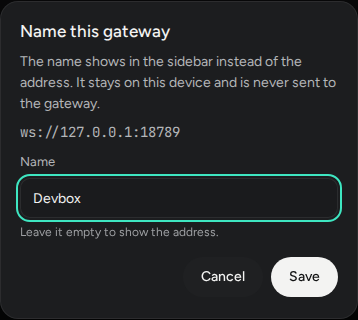 Name this gateway
The name shows in the sidebar instead of the
address. It stays on this device and is never sent to
the gateway.
ws://127.0.0.1:18789
Name
Devbox
Leave it empty to show the address.
Cancel
Save